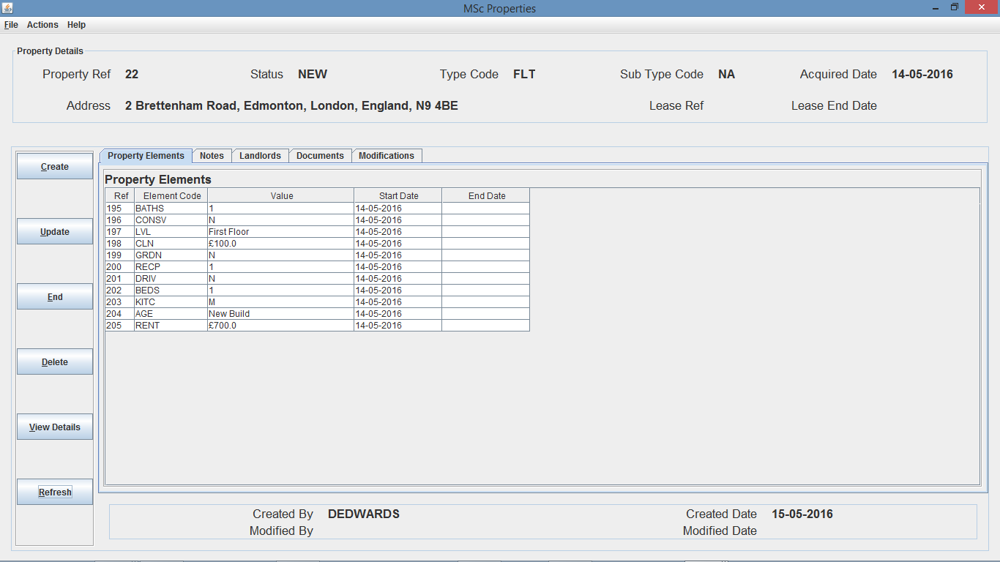 MSc Properties
File Actions Help
Property Details
Property Ref 22 Status NEW Type Code FLT Sub Type Code NA Acquired Date 14-05-2016
Address 2 Brettenham Road, Edmonton, London, England, N9 4BE Lease Ref Lease End Date
Create
Update
End
Delete
View Details
Refresh
Property Elements Notes Landlords Documents Modifications
Property Elements
Ref Element Code Value Start Date End Date
195 BATHS 1 14-05-2016
196 CONSV N 14-05-2016
197 LVL First Floor 14-05-2016
198 CLN £100.0 14-05-2016
199 GRDN N 14-05-2016
200 RECP 1 14-05-2016
201 DRIV N 14-05-2016
202 BEDS 1 14-05-2016
203 KITC M 14-05-2016
204 AGE New Build 14-05-2016
205 RENT £700.0 14-05-2016
Created By DEDWARDS Created Date 15-05-2016
Modified By Modified Date